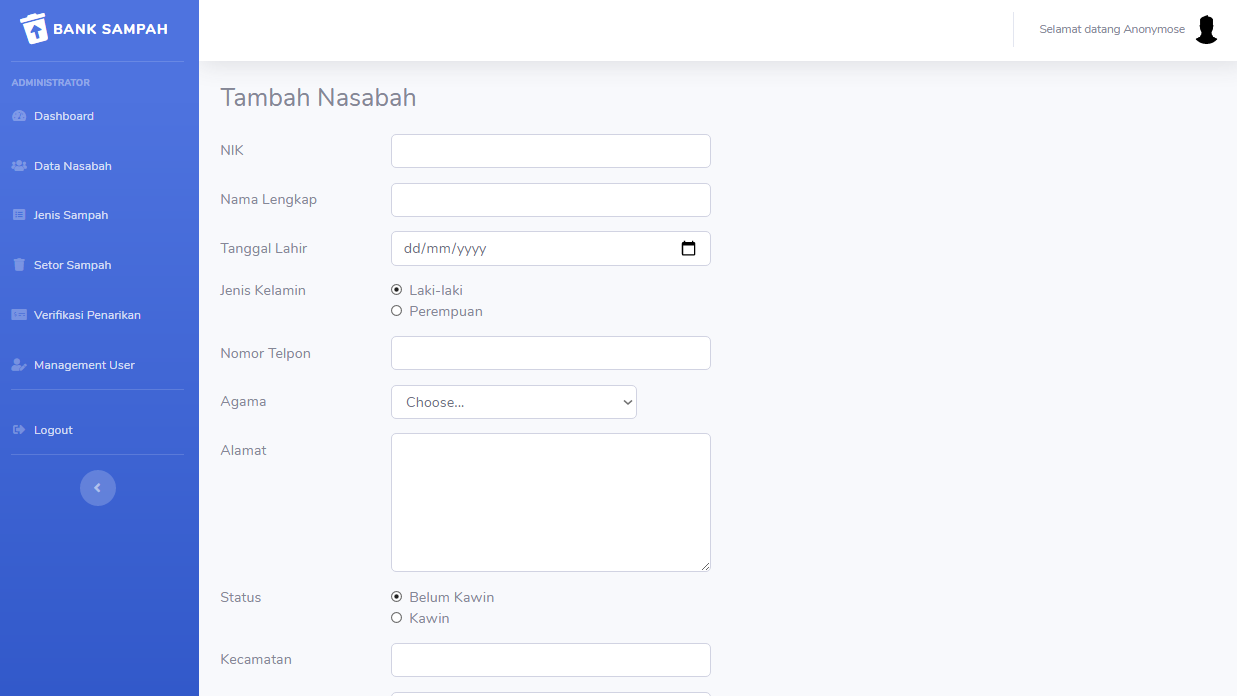 BANK SAMPAH
Selamat datang Anonymose
ADMINISTRATOR
Dashboard
Data Nasabah
Jenis Sampah
Setor Sampah
Verifikasi Penarikan
Management User
Logout
Tambah Nasabah
NIK
Nama Lengkap
Tanggal Lahir
dd/mm/yyyy
Jenis Kelamin
Laki-laki
Perempuan
Nomor Telpon
Agama
Choose...
Alamat
Status
Belum Kawin
Kawin
Kecamatan